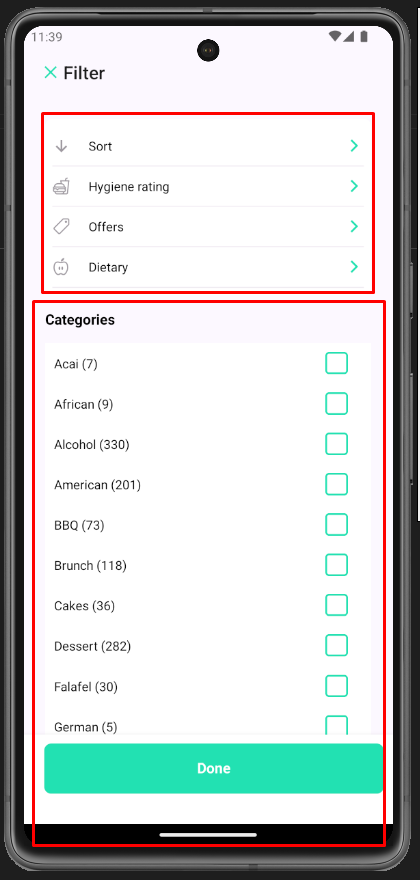 11:39
Filter
Sort
Hygiene rating
Offers
Dietary
Categories
Acai (7)
African (9)
Alcohol (330)
American (201)
BBQ (73)
Brunch (118)
Cakes (36)
Dessert (282)
Falafel (30)
German (5)
Done